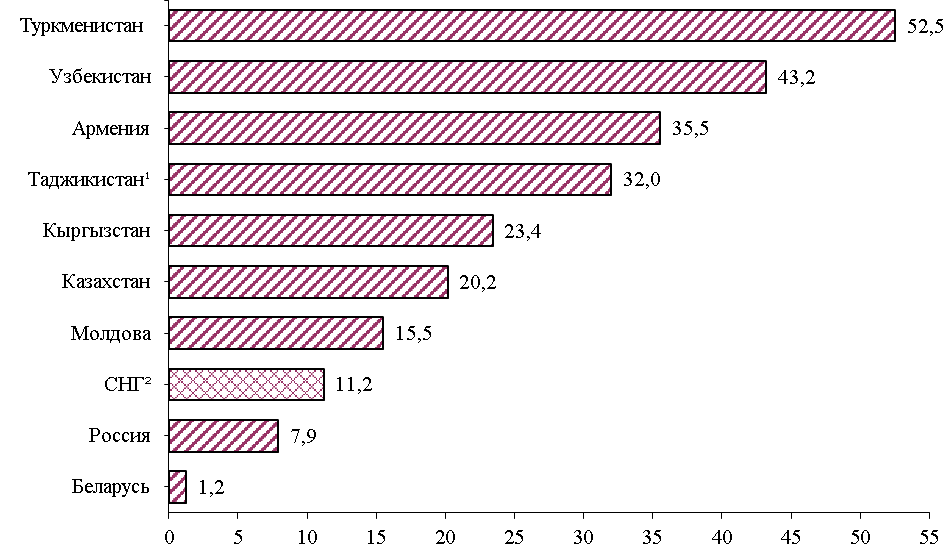 Туркменистан 52,5
Узбекистан 43,2
Армения 35,5
Таджикистан¹ 32,0
Кыргызстан 23,4
Казахстан 20,2
Молдова 15,5
СНГ² 11,2
Россия 7,9
Беларусь 1,2
0 5 10 15 20 25 30 35 40 45 50 55